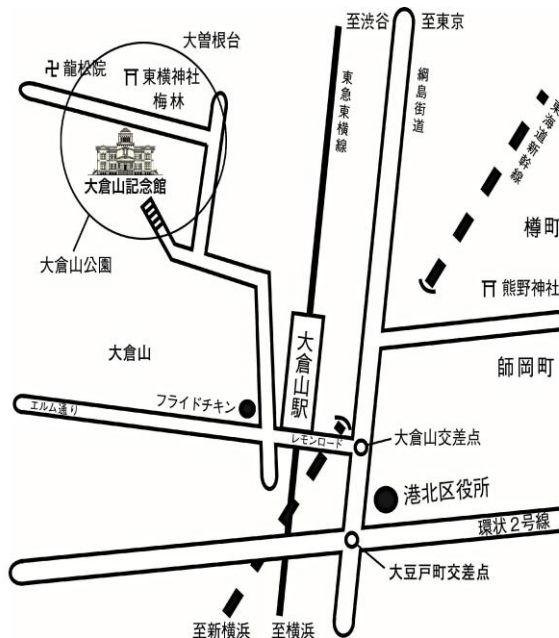 至渋谷
至東京
大曽根台
卍龍松院
东横神社
梅林
東急東横線
綱島街道
東海道新幹線
大倉山記念館
樽町
大倉山公園
熊野神社
大倉山
大倉山駅
師岡町
フライドチキン
エルム通り
レモンロード
大倉山交差点
港北区役所
環状2号線
大豆戸町交差点
至新横浜
至横浜